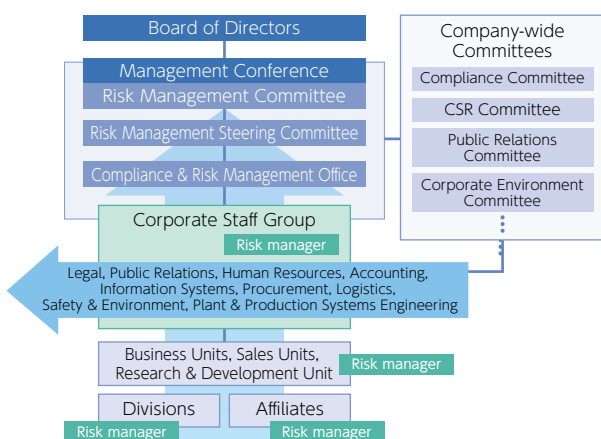 Board of Directors
Management Conference
Risk Management Committee
Risk Management Steering Committee
Compliance & Risk Management Office
Company-wide
Committees
Compliance Committee
CSR Committee
Public Relations
Committee
Corporate Environment
Committee
Corporate Staff Group
Risk manager
Legal, Public Relations, Human Resources, Accounting,
Information Systems, Procurement, Logistics,
Safety & Environment, Plant & Production Systems Engineering
Business Units, Sales Units,
Research & Development Unit
Risk manager
Divisions
Risk manager
Affiliates
Risk manager